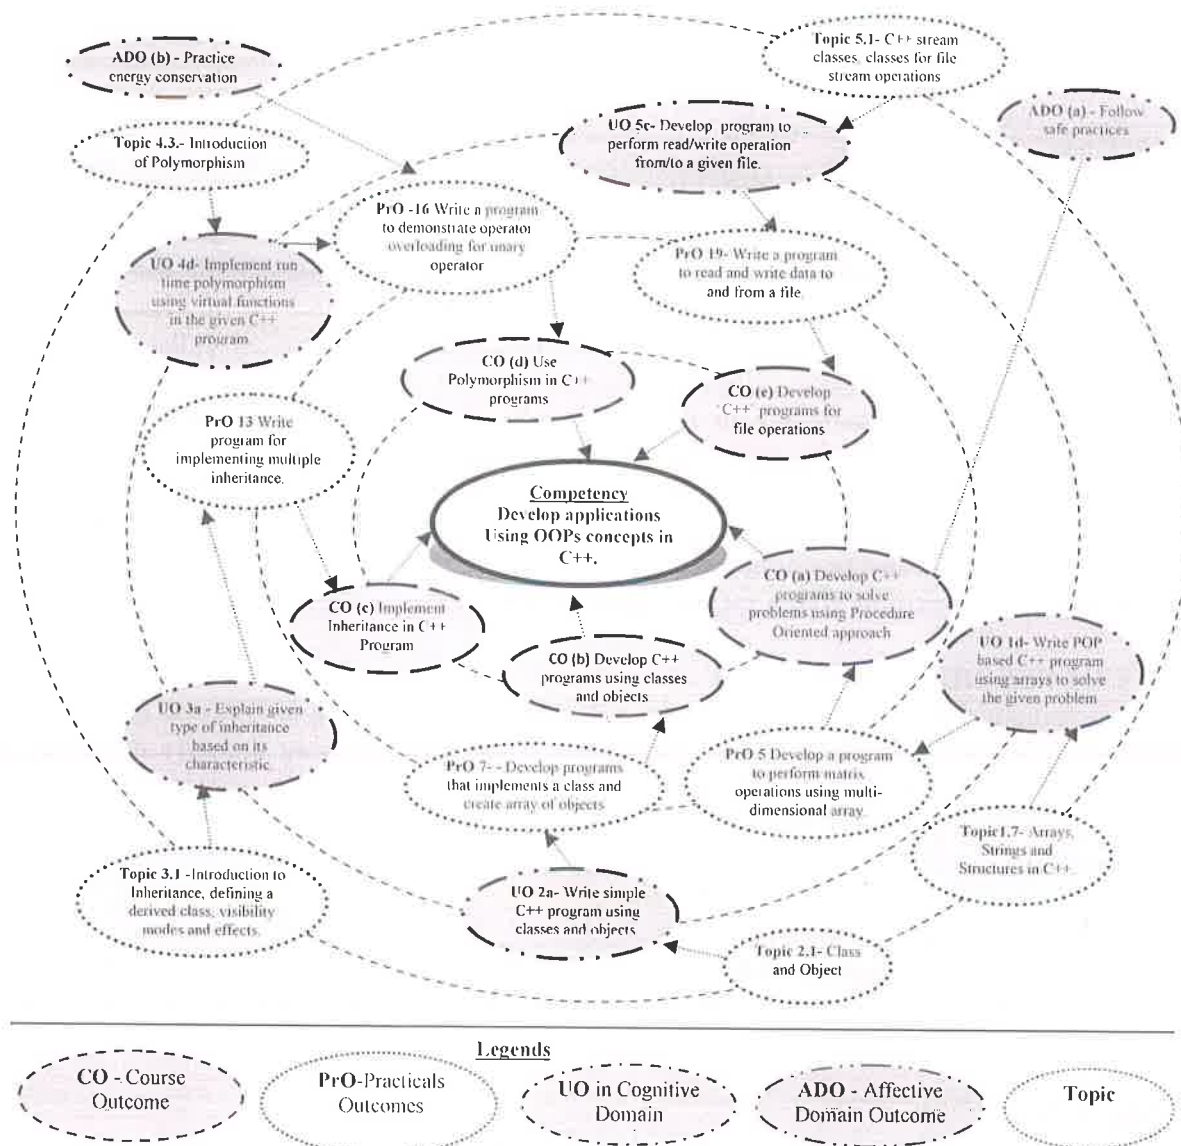 ADO (b) - Practice
energy conservation
Topic 5.1- C++ stream
classes, classes for file
stream operations
ADO (a) - Follow
safe practices
UO 5c- Develop program to
perform read/write operation
from/to a given file.
Topic 4.3.- Introduction
of Polymorphism
PrO -16 Write a program
to demonstrate operator
overloading for unary
operator
PrO 19- Write a program
to read and write data to
and from a file.
UO 4d- Implement run
time polymorphism
using virtual functions
in the given C++
program
CO (d) Use
Polymorphism in C++
programs
CO (e) Develop
"C++" programs for
file operations
PrO 13 Write
program for
implementing multiple
inheritance.
Competency
Develop applications
Using OOPs concepts in
C++.
CO (a) Develop C++
programs to solve
problems using Procedure
Oriented approach
CO (c) Implement
Inheritance in C++
Program
CO (b) Develop C++
programs using classes
and objects
UO 1d- Write POP
based C++ program
using arrays to solve
the given problem
UO 3a - Explain given
type of inheritance
based on its
characteristic.
PrO 7- - Develop programs
that implements a class and
create array of objects
PrO 5 Develop a program
to perform matrix
operations using multi-
dimensional array.
Topic1.7- Arrays,
Strings and
Structures in C++.
Topic 3.1 -Introduction to
Inheritance, defining a
derived class, visibility
modes and effects.
UO 2a- Write simple
C++ program using
classes and objects
Topic 2.1- Class
and Object
Legends
CO - Course
Outcome
PrO-Practicals
Outcomes
UO in Cognitive
Domain
ADO - Affective
Domain Outcome
Topic